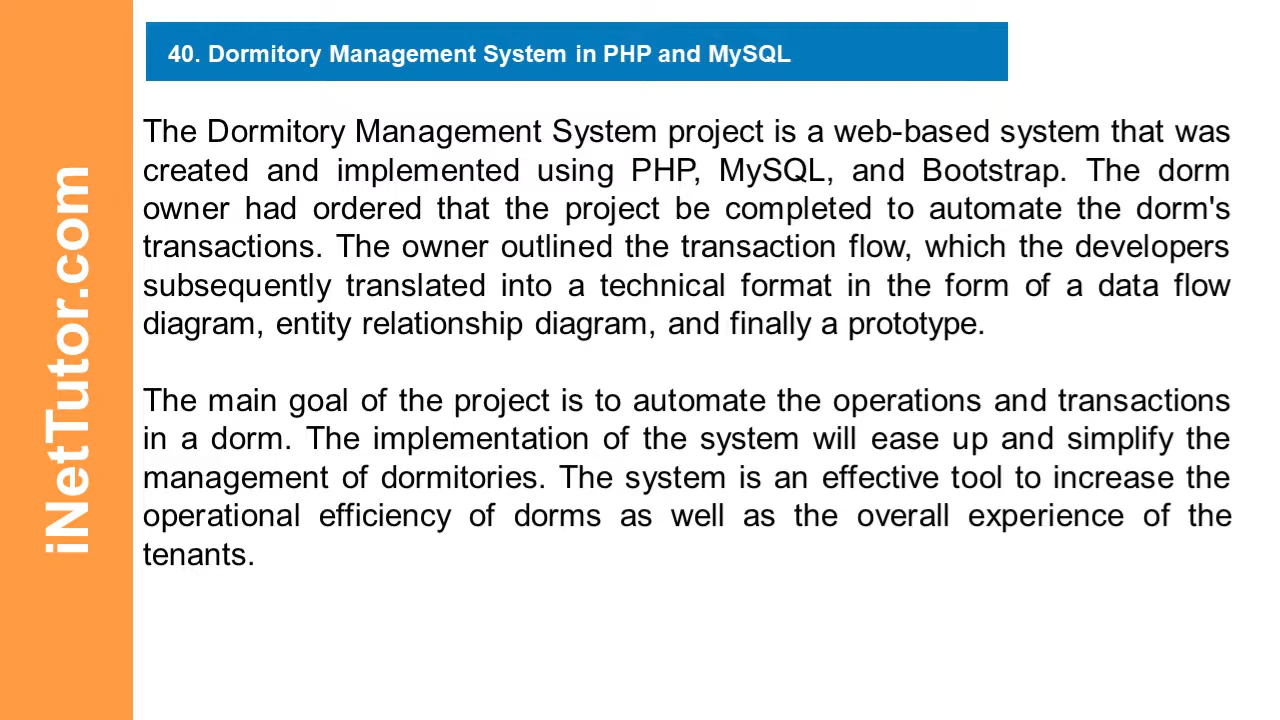 40. Dormitory Management System in PHP and MySQL
The Dormitory Management System project is a web-based system that was
created and implemented using PHP, MySQL, and Bootstrap. The dorm
owner had ordered that the project be completed to automate the dorm's
transactions. The owner outlined the transaction flow, which the developers
subsequently translated into a technical format in the form of a data flow
diagram, entity relationship diagram, and finally a prototype.
The main goal of the project is to automate the operations and transactions
in a dorm. The implementation of the system will ease up and simplify the
management of dormitories. The system is an effective tool to increase the
operational efficiency of dorms as well as the overall experience of the
tenants.
iNetTutor.com